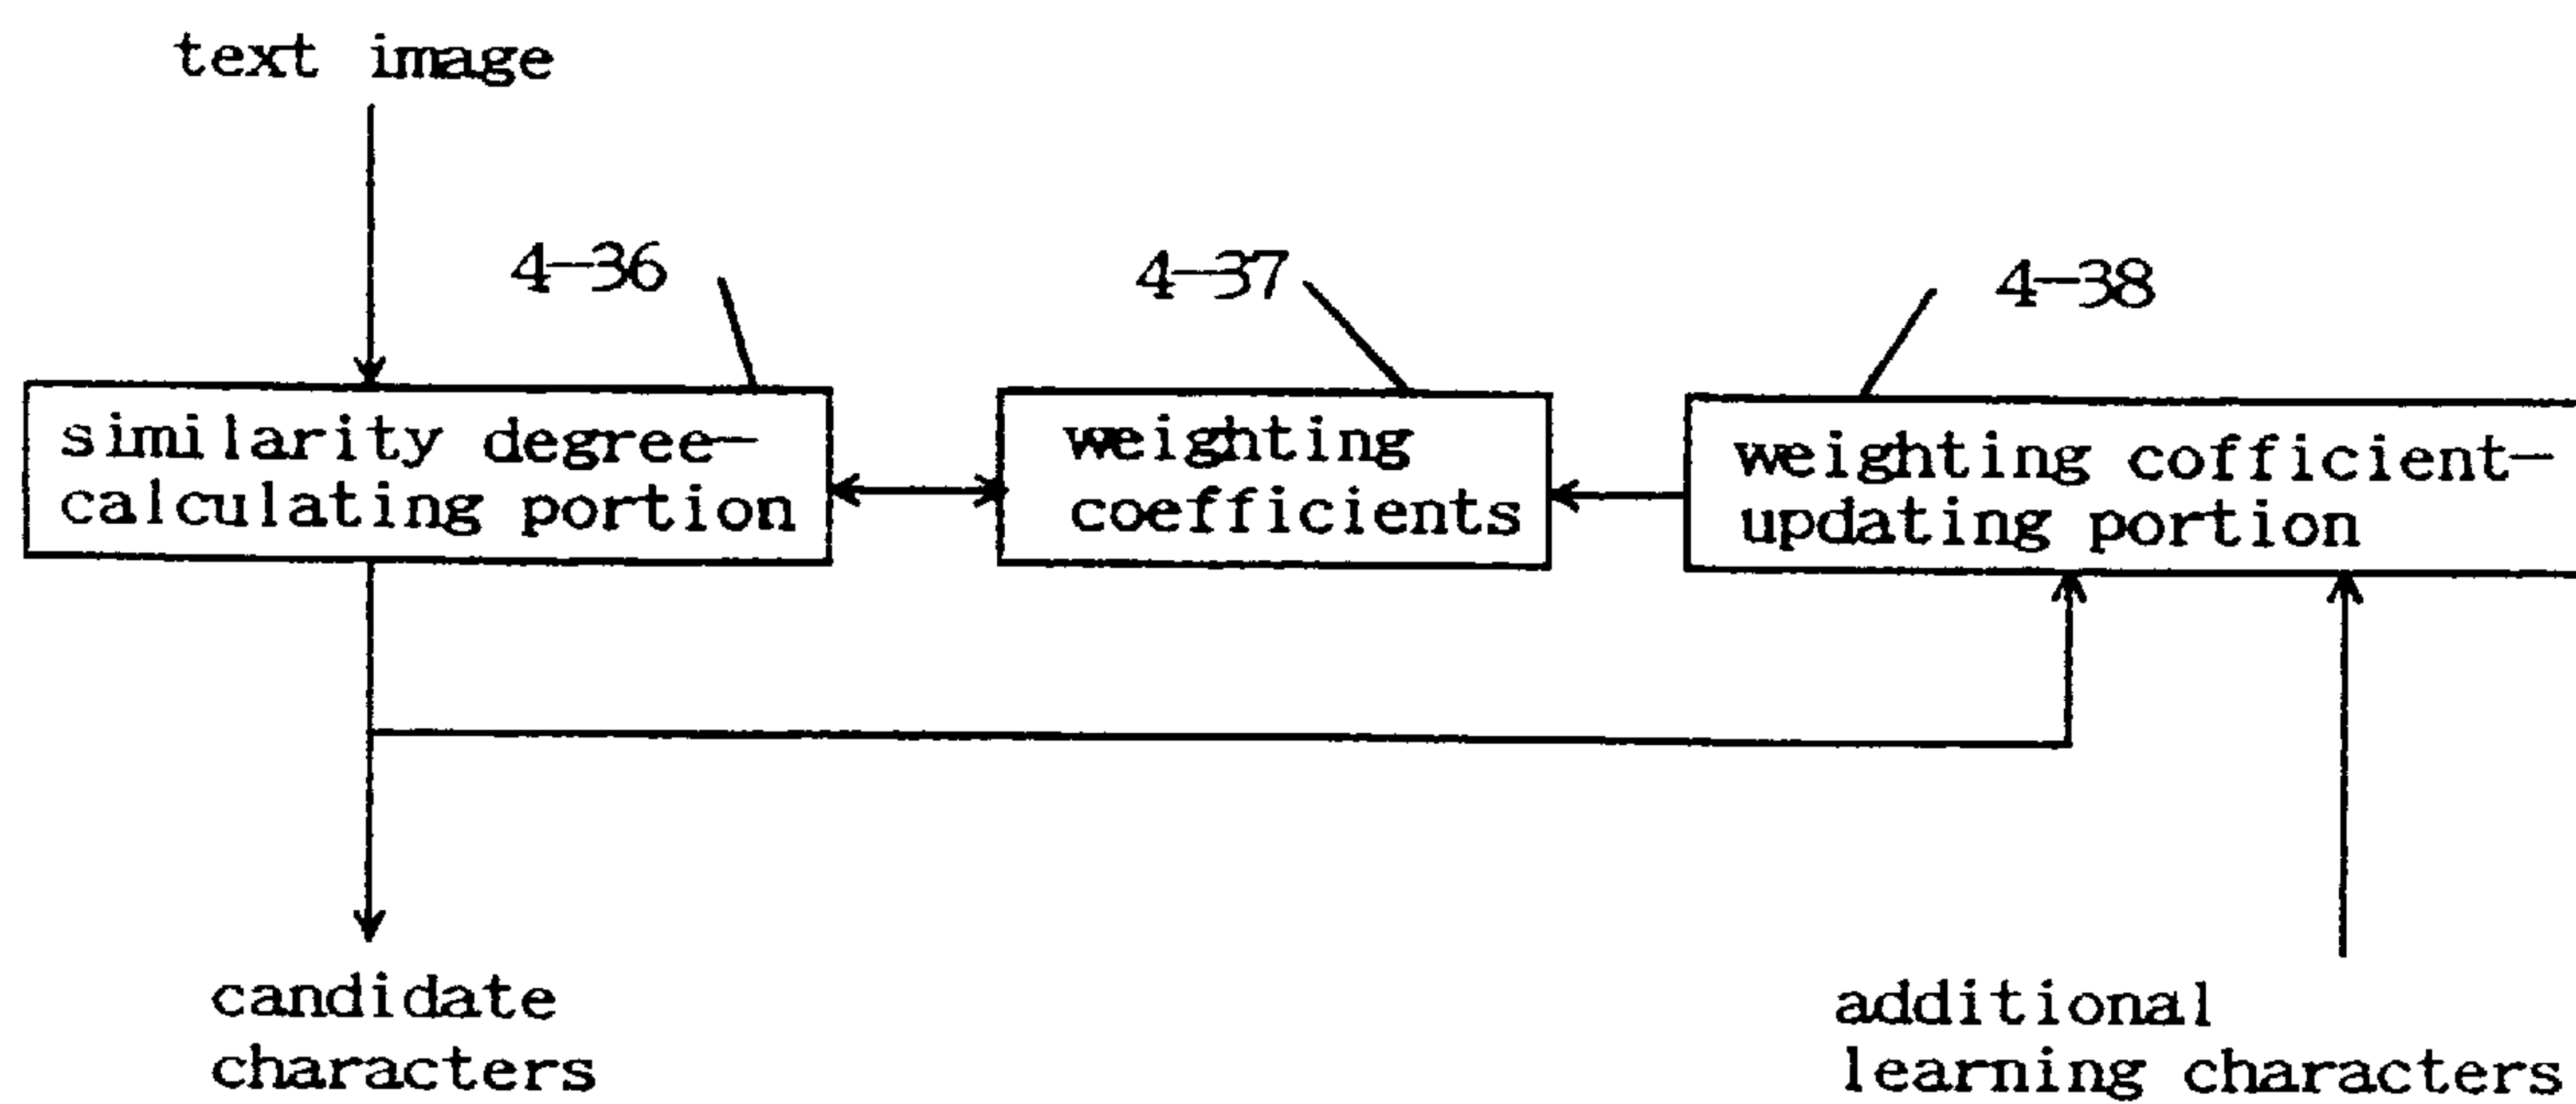 text image
4-36
4-37
4-38
similarity degree-
calculating portion
weighting
coefficients
weighting cofficient-
updating portion
candidate
characters
additional
learning characters